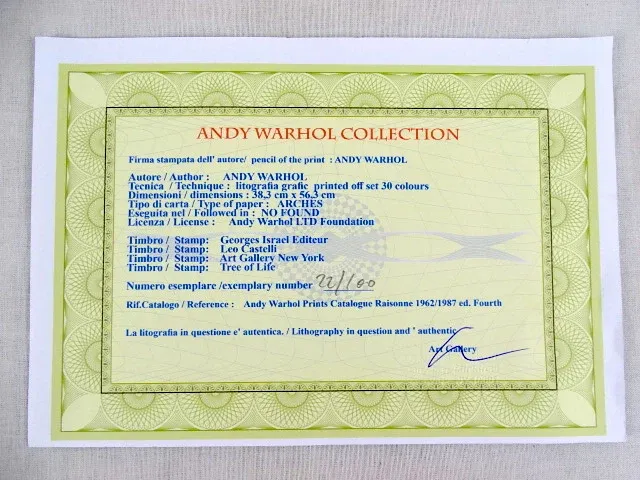 ANDY WARHOL COLLECTION
Firma stampata dell' autore/ pencil of the print : ANDY WARHOL
Autore / Author : ANDY WARHOL
Tecnica / Technique : litografia grafic printed off set 30 colours
Dimensioni / dimensions : 38,3 cm x 56,3 cm
Tipo di carta / Type of paper : ARCHES
Eseguita nel / Followed in : NO FOUND
Licenza / License : Andy Warhol LTD Foundation
Timbro / Stamp: Georges Israel Editeur
Timbro / Stamp: Leo Castelli
Timbro / Stamp: Art Gallery New York
Timbro / Stamp: Tree of Life
Numero esemplare /exemplary number 22/100
Rif.Catalogo / Reference : Andy Warhol Prints Catalogue Raisonne 1962/1987 ed. Fourth
La litografia in questione e' autentica. / Lithography in question and ' authentic
Art Gallery